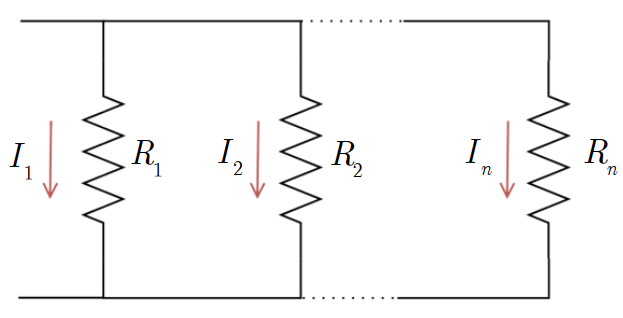 I₁ R₁ I₂ R₂ Iₙ Rₙ